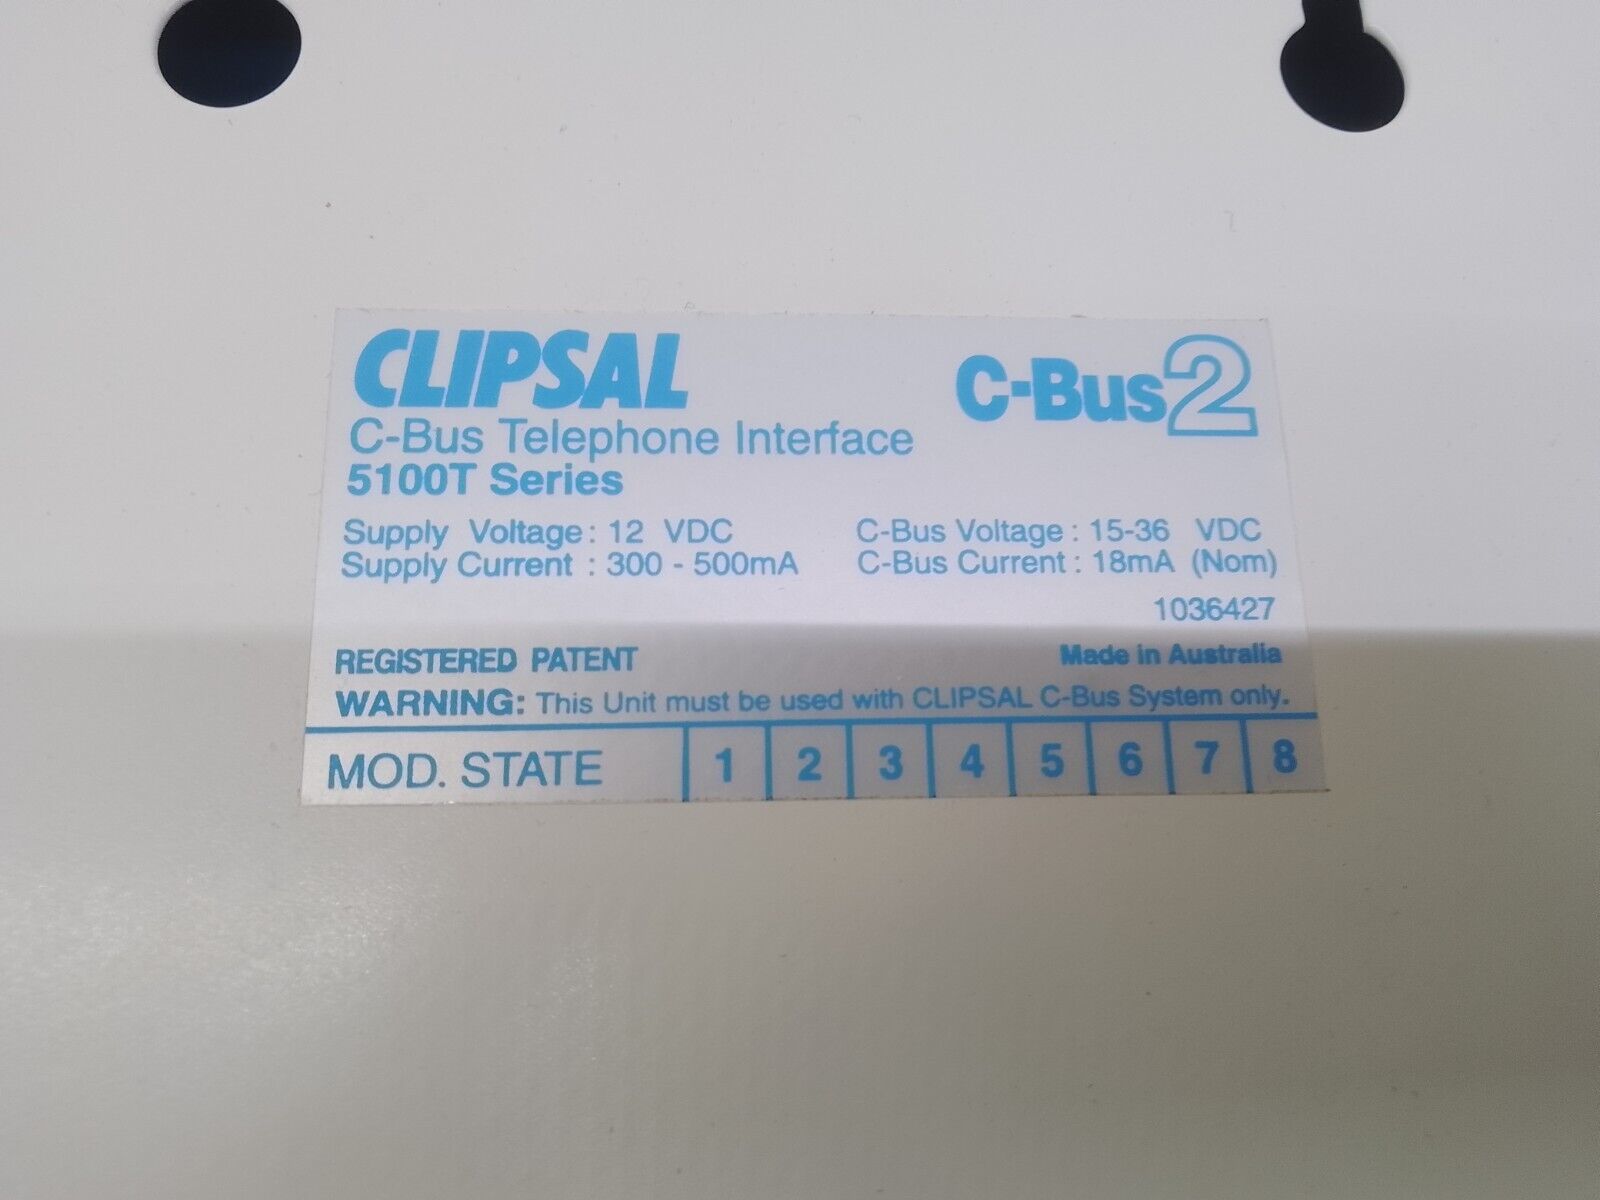 CLIPSAL
C-Bus2
C-Bus Telephone Interface
5100T Series
Supply Voltage : 12 VDC
Supply Current : 300 - 500mA
C-Bus Voltage : 15-36 VDC
C-Bus Current : 18mA (Nom)
1036427
REGISTERED PATENT
Made in Australia
WARNING: This Unit must be used with CLIPSAL C-Bus System only.
MOD. STATE 1 2 3 4 5 6 7 8